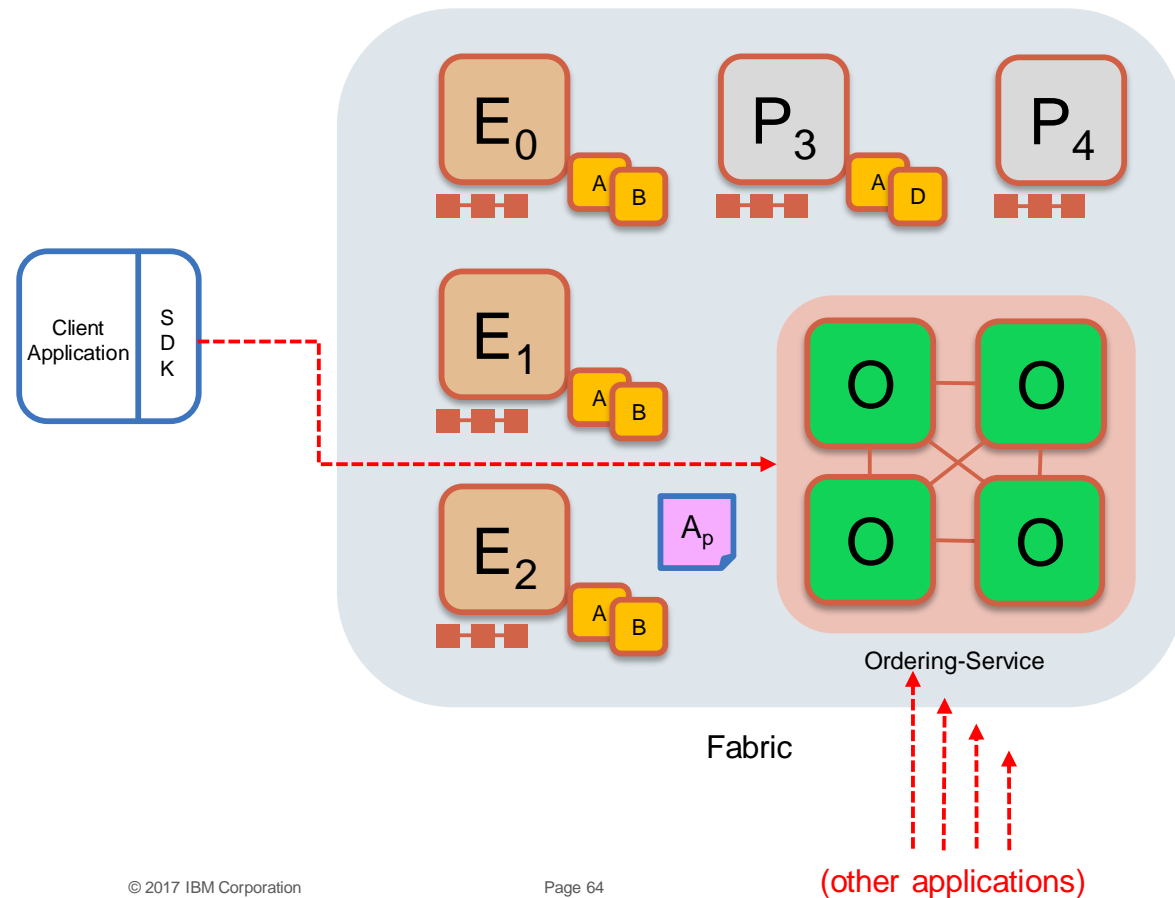 E0
A
B
P3
A
D
P4
Client
Application
S
D
K
E1
A
B
O
O
E2
A
B
Ap
O
O
Ordering-Service
Fabric
© 2017 IBM Corporation
Page 64
(other applications)